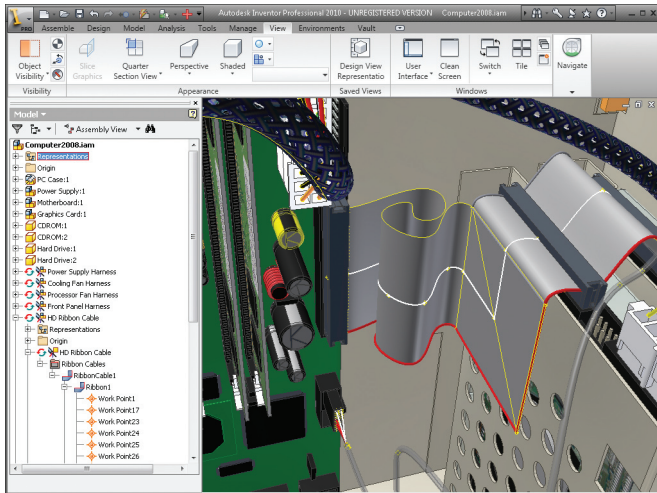 Autodesk Inventor Professional 2010 - UNREGISTERED VERSION Computer2008.iam
PRO Assemble Design Model Analysis Tools Manage View Environments Vault
Object Visibility
Slice Graphics
Quarter Section View
Perspective
Shaded
Design View Representatio
User Interface
Clean Screen
Switch
Tile
Navigate
Visibility Appearance Saved Views Windows
Model
Assembly View
Computer2008.iam
Representations
Origin
PC Case:1
Power Supply:1
Motherboard:1
Graphics Card:1
CDROM:1
CDROM:2
Hard Drive:1
Hard Drive:2
Power Supply Harness
Cooling Fan Harness
Processor Fan Harness
Front Panel Harness
HD Ribbon Cable
Representations
Origin
HD Ribbon Cable
Ribbon Cables
RibbonCable1
Ribbon1
Work Point1
Work Point17
Work Point23
Work Point24
Work Point25
Work Point26